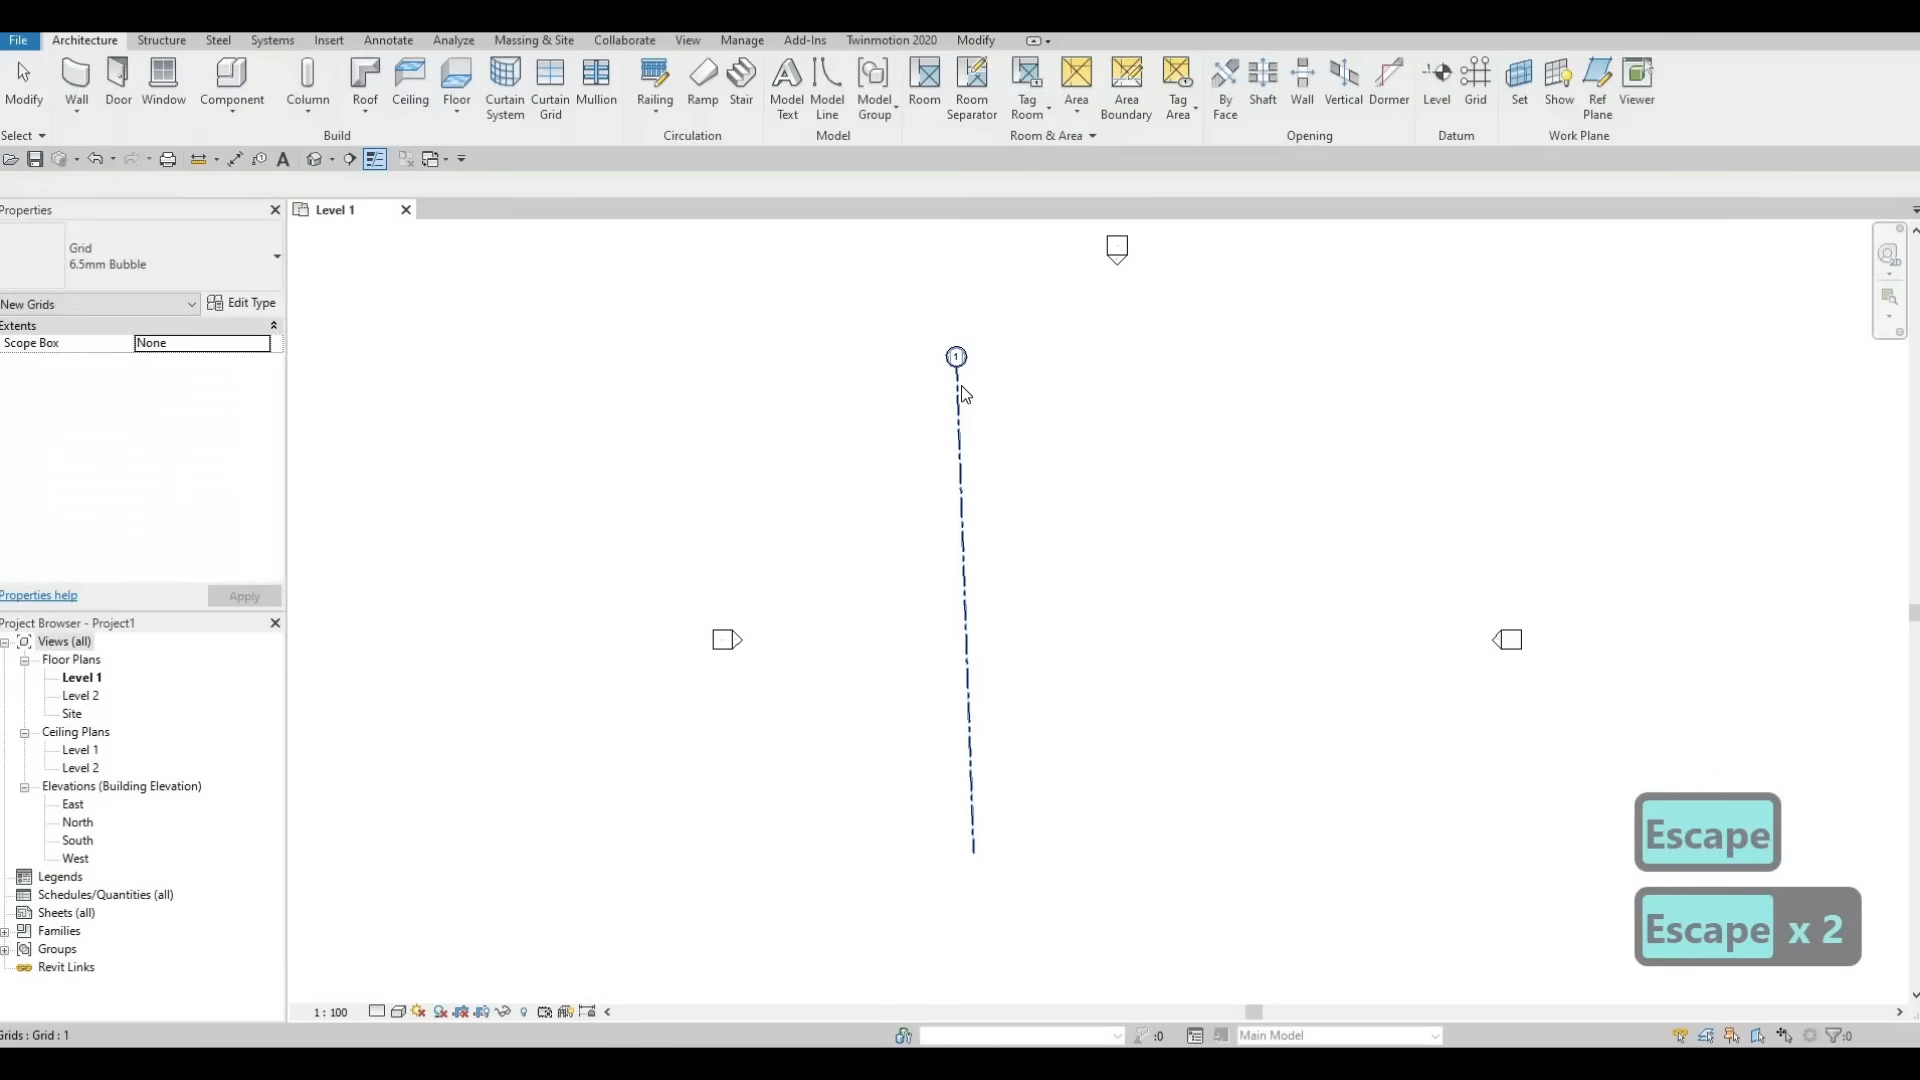 File Architecture Structure Steel Systems Insert Annotate Analyze Massing & Site Collaborate View Manage Add-Ins Twinmotion 2020 Modify
Modify Wall Door Window Component Column Roof Ceiling Floor Curtain System Curtain Grid Mullion Railing Ramp Stair Model Text Model Line Model Group Room Room Separator Tag Room Area Area Boundary Tag Area By Face Shaft Wall Vertical Dormer Level Grid Set Show Ref Plane Viewer
Select Build Circulation Model Room & Area Opening Datum Work Plane
Properties
Level 1
Grid
6.5mm Bubble
New Grids Edit Type
Extents
Scope Box None
1
Properties help Apply
Project Browser - Project1
Views (all)
Floor Plans
Level 1
Level 2
Site
Ceiling Plans
Level 1
Level 2
Elevations (Building Elevation)
East
North
South
West
Legends
Schedules/Quantities (all)
Sheets (all)
Families
Groups
Revit Links
Escape
Escape x 2
1 : 100
Grids : Grid : 1 :0 Main Model :0